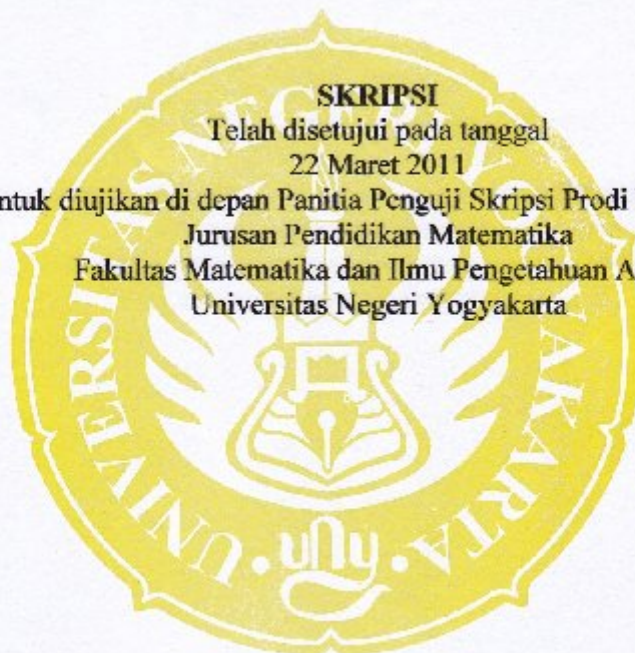 SKRIPSI
Telah disetujui pada tanggal
22 Maret 2011
ntuk diujikan di depan Panitia Penguji Skripsi Prodi
Jurusan Pendidikan Matematika
Fakultas Matematika dan Ilmu Pengetahuan A
Universitas Negeri Yogyakarta
UNIVERSITAS NEGERI YOGYAKARTA
uny